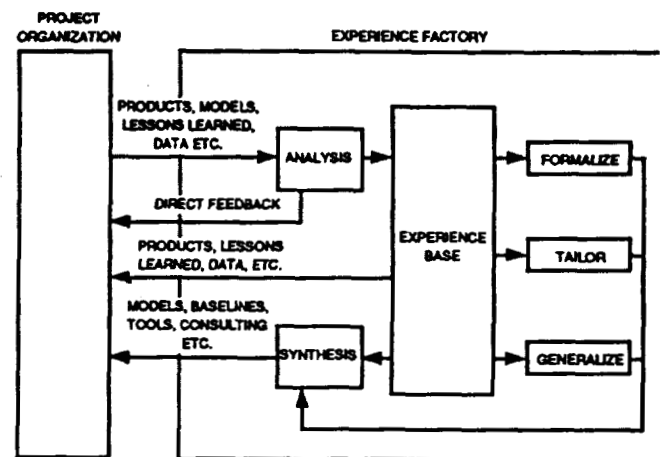 PROJECT
ORGANIZATION
EXPERIENCE FACTORY
PRODUCTS, MODELS,
LESSONS LEARNED,
DATA ETC.
ANALYSIS
FORMALIZE
DIRECT FEEDBACK
PRODUCTS, LESSONS
LEARNED, DATA, ETC.
EXPERIENCE
BASE
TAILOR
MODELS, BASELINES,
TOOLS, CONSULTING
ETC.
SYNTHESIS
GENERALIZE